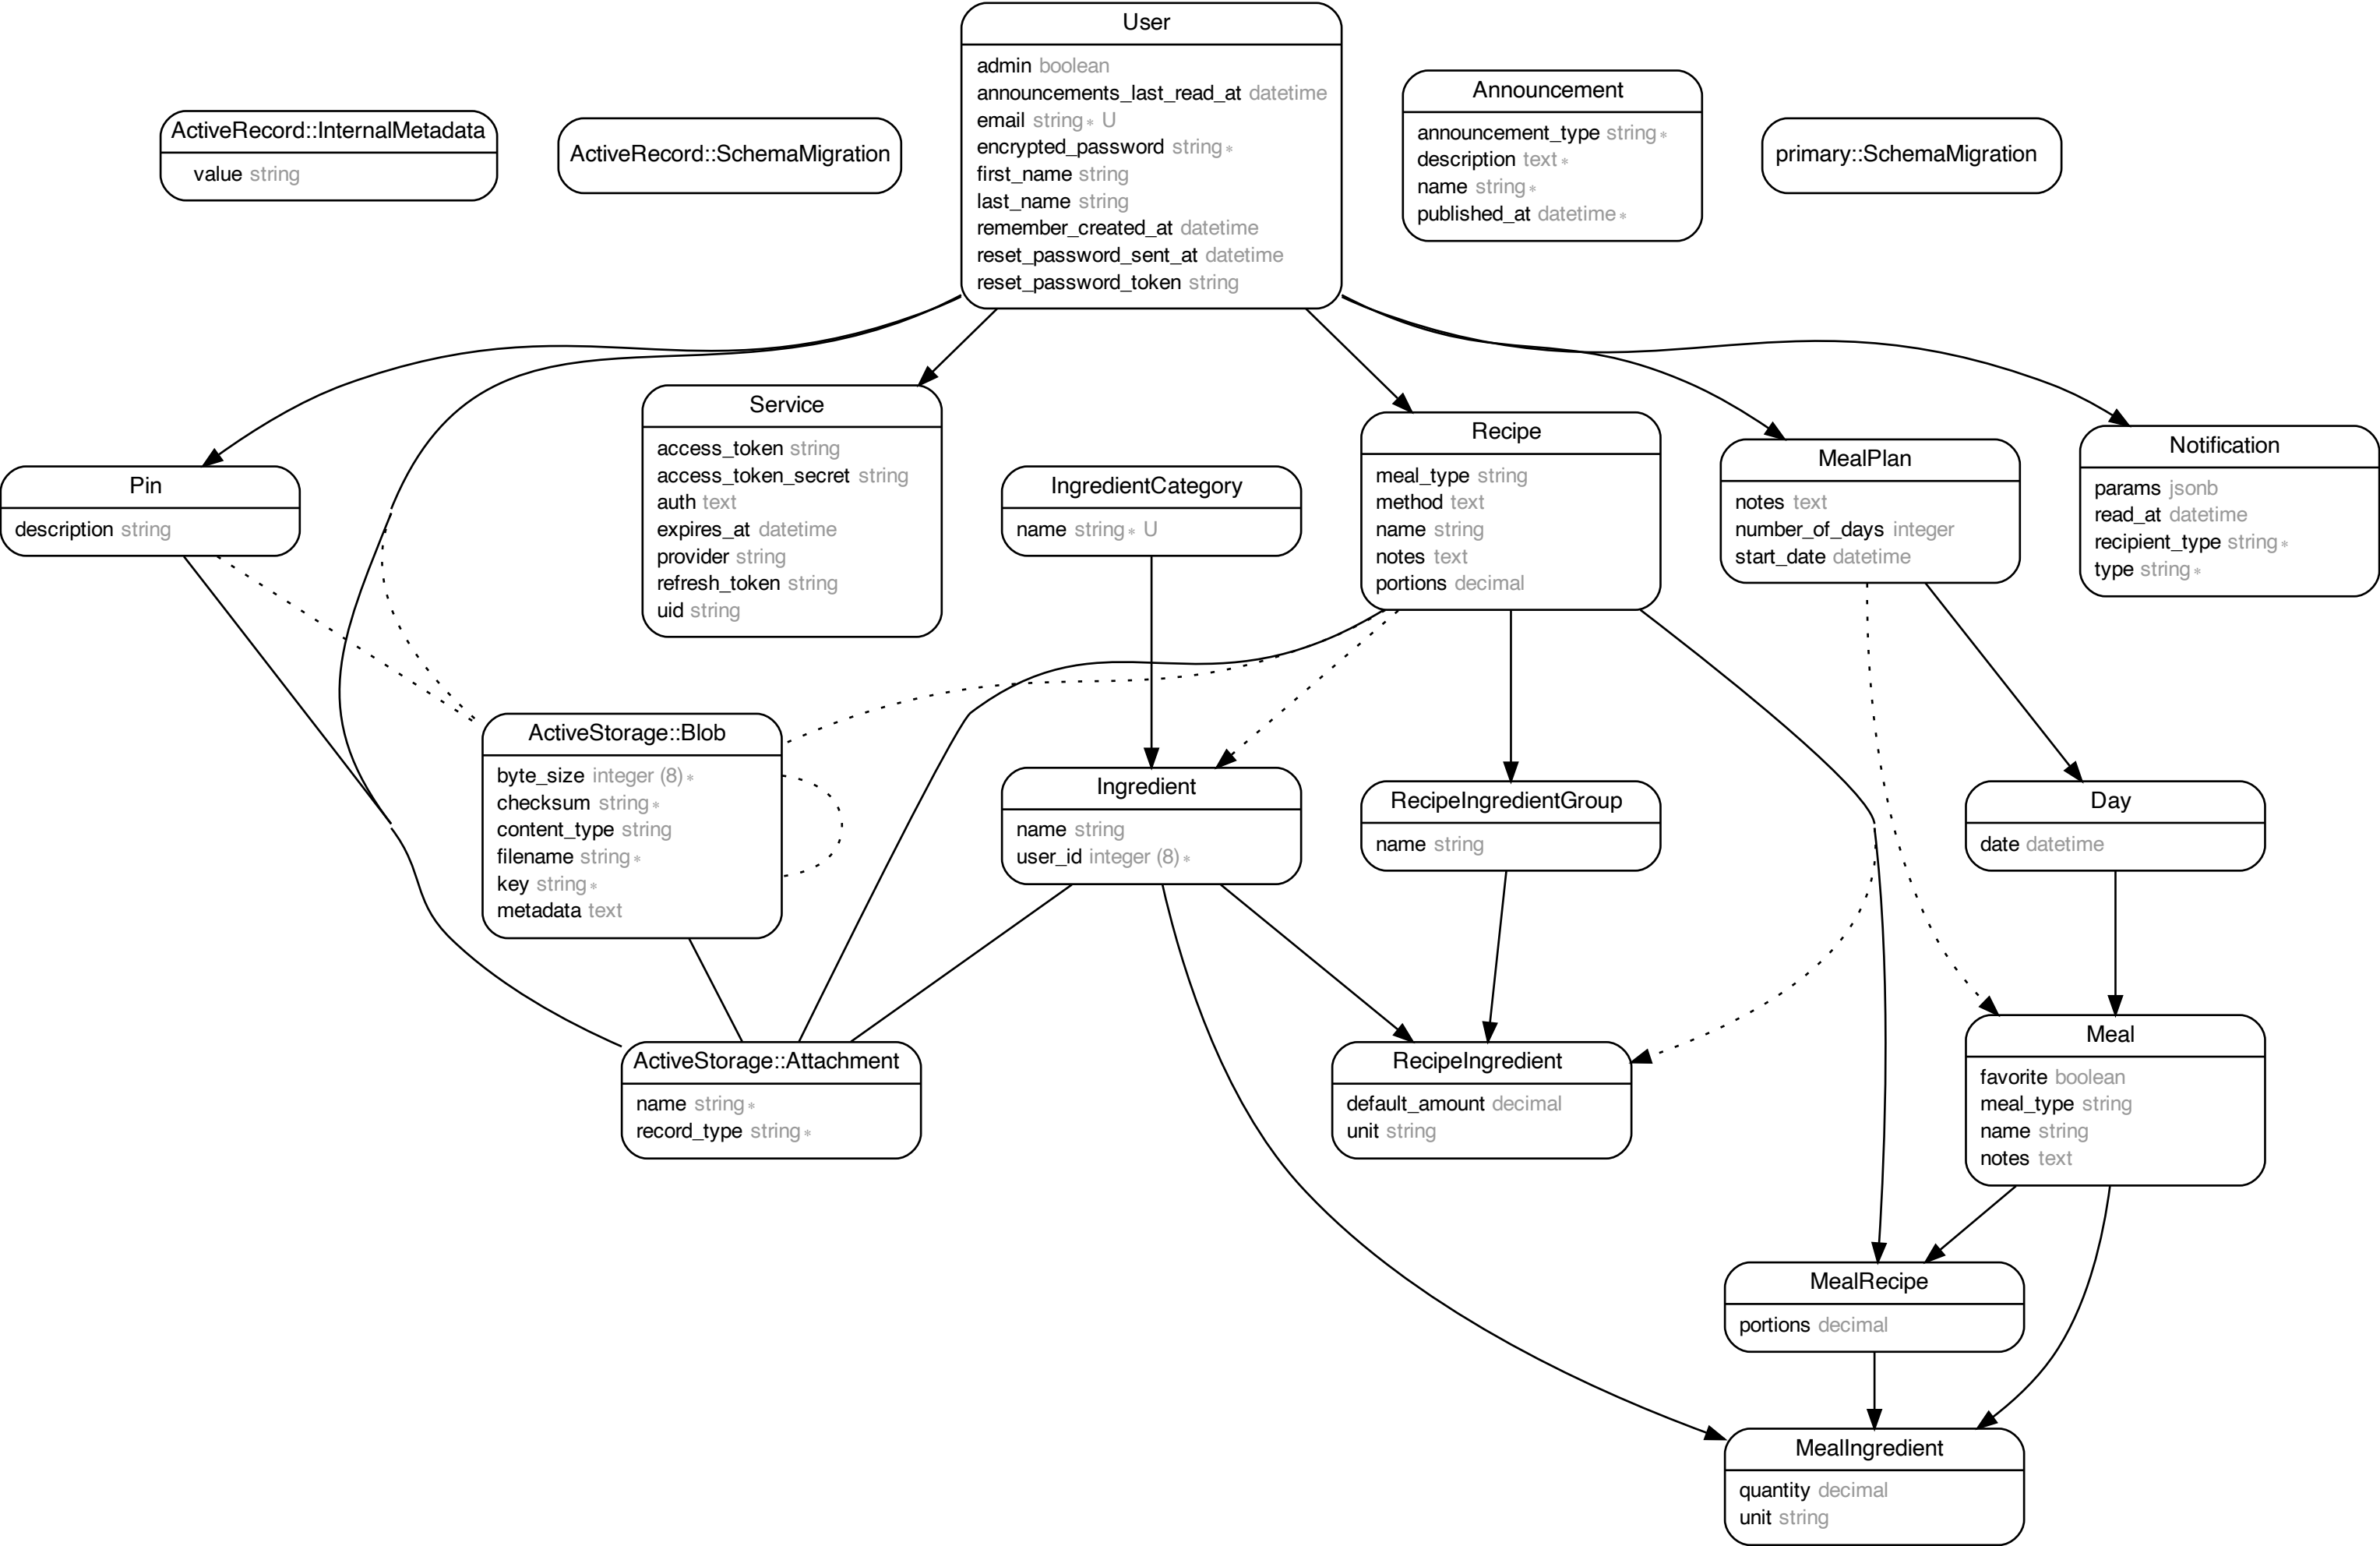 User
admin boolean
announcements_last_read_at datetime
email string∗ U
encrypted_password string∗
first_name string
last_name string
remember_created_at datetime
reset_password_sent_at datetime
reset_password_token string
ActiveRecord::InternalMetadata
value string
ActiveRecord::SchemaMigration
Announcement
announcement_type string∗
description text∗
name string∗
published_at datetime∗
primary::SchemaMigration
Pin
description string
Service
access_token string
access_token_secret string
auth text
expires_at datetime
provider string
refresh_token string
uid string
IngredientCategory
name string∗ U
Recipe
meal_type string
method text
name string
notes text
portions decimal
MealPlan
notes text
number_of_days integer
start_date datetime
Notification
params jsonb
read_at datetime
recipient_type string∗
type string∗
ActiveStorage::Blob
byte_size integer (8)∗
checksum string∗
content_type string
filename string∗
key string∗
metadata text
Ingredient
name string
user_id integer (8)∗
RecipeIngredientGroup
name string
Day
date datetime
ActiveStorage::Attachment
name string∗
record_type string∗
RecipeIngredient
default_amount decimal
unit string
Meal
favorite boolean
meal_type string
name string
notes text
MealRecipe
portions decimal
MealIngredient
quantity decimal
unit string